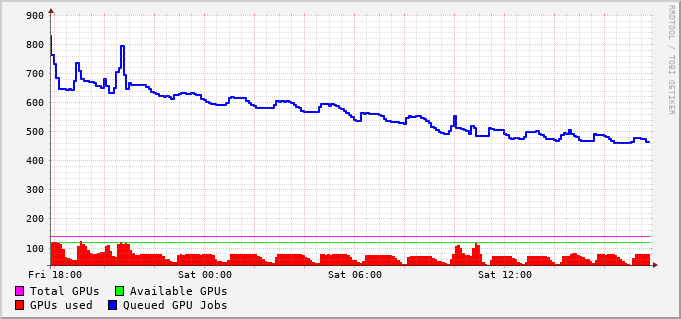 900
800
700
600
500
400
300
200
100
Fri 18:00 Sat 00:00 Sat 06:00 Sat 12:00
Total GPUs Available GPUs
GPUs used Queued GPU Jobs
RRDTOOL / TOBI OETIKER